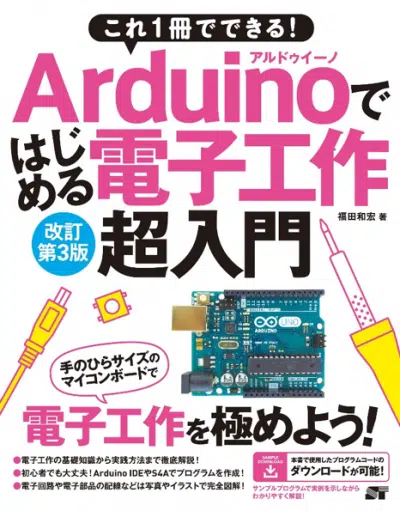 これ1冊でできる!
アルドゥイーノ
Arduinoで
はじめる電子工作
改訂
第3版
超入門
福田和宏 著
ARDUINO
UNO
手のひらサイズの
マイコンボードで
電子工作を極めよう!
●電子工作の基礎知識から実践方法まで徹底解説!
●初心者でも大丈夫!Arduino IDEやS4Aでプログラムを作成!
●電子回路や電子部品の配線などは写真やイラストで完全図解!
SAMPLE
DOWNLOAD
本書で使用したプログラムコードの
ダウンロードが可能!
サンプルプログラムで実例を示しながら
わかりやすく解説!